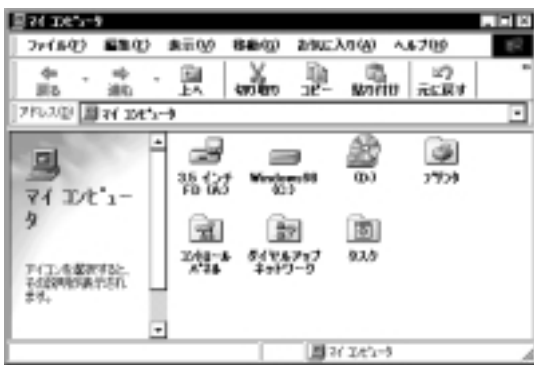 マイ コンピュータ
ファイル(F) 編集(E) 表示(V) 移動(G) お気に入り(A) ヘルプ(H)
戻る 進む 上へ 切り取り コピー 貼り付け 元に戻す
アドレス(D) マイ コンピュータ
マイ コンピュー
タ
アイコンを選択すると、
その説明が表示され
ます。
3.5 インチ
FD (A:)
Windows98
(C:)
(D:)
プリンタ
コントロール
パネル
ダイヤルアップ
ネットワーク
タスク
マイ コンピュータ